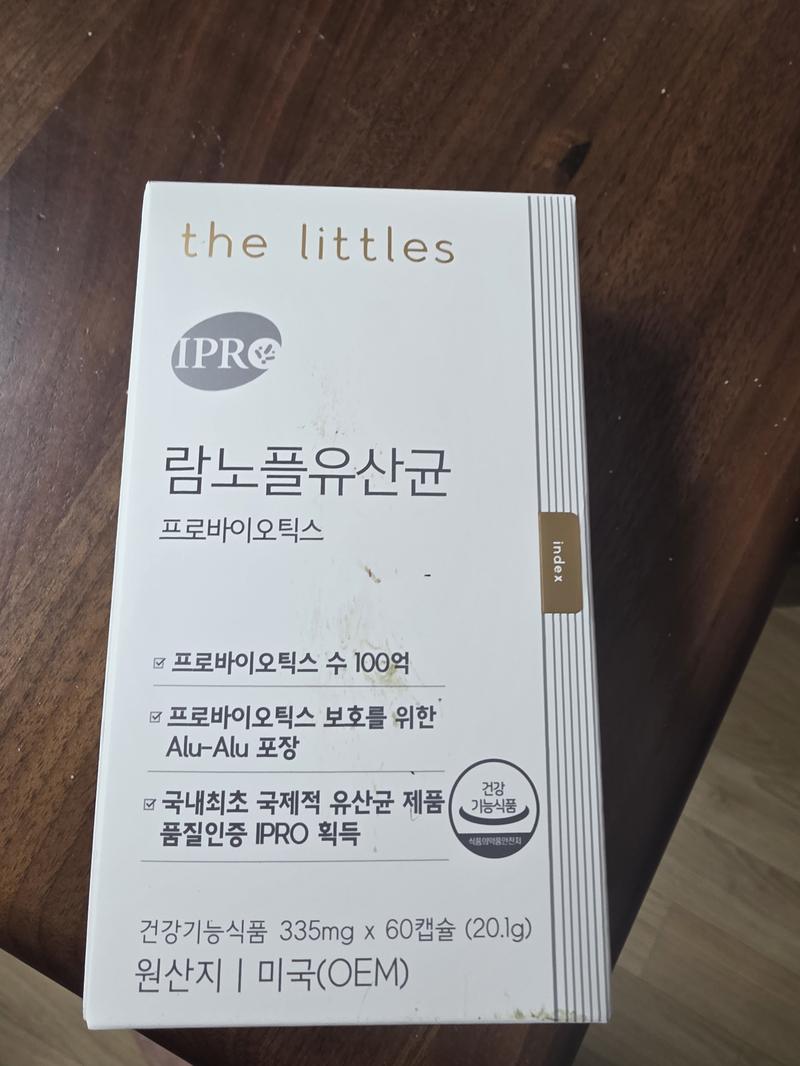 the littles
IPRO
람노플유산균
프로바이오틱스
index
프로바이오틱스 수 100억
프로바이오틱스 보호를 위한
Alu-Alu 포장
국내최초 국제적 유산균 제품
품질인증 IPRO 획득
건강
기능식품
식품의약품안전처
건강기능식품 335mg x 60캡슐 (20.1g)
원산지 | 미국(OEM)